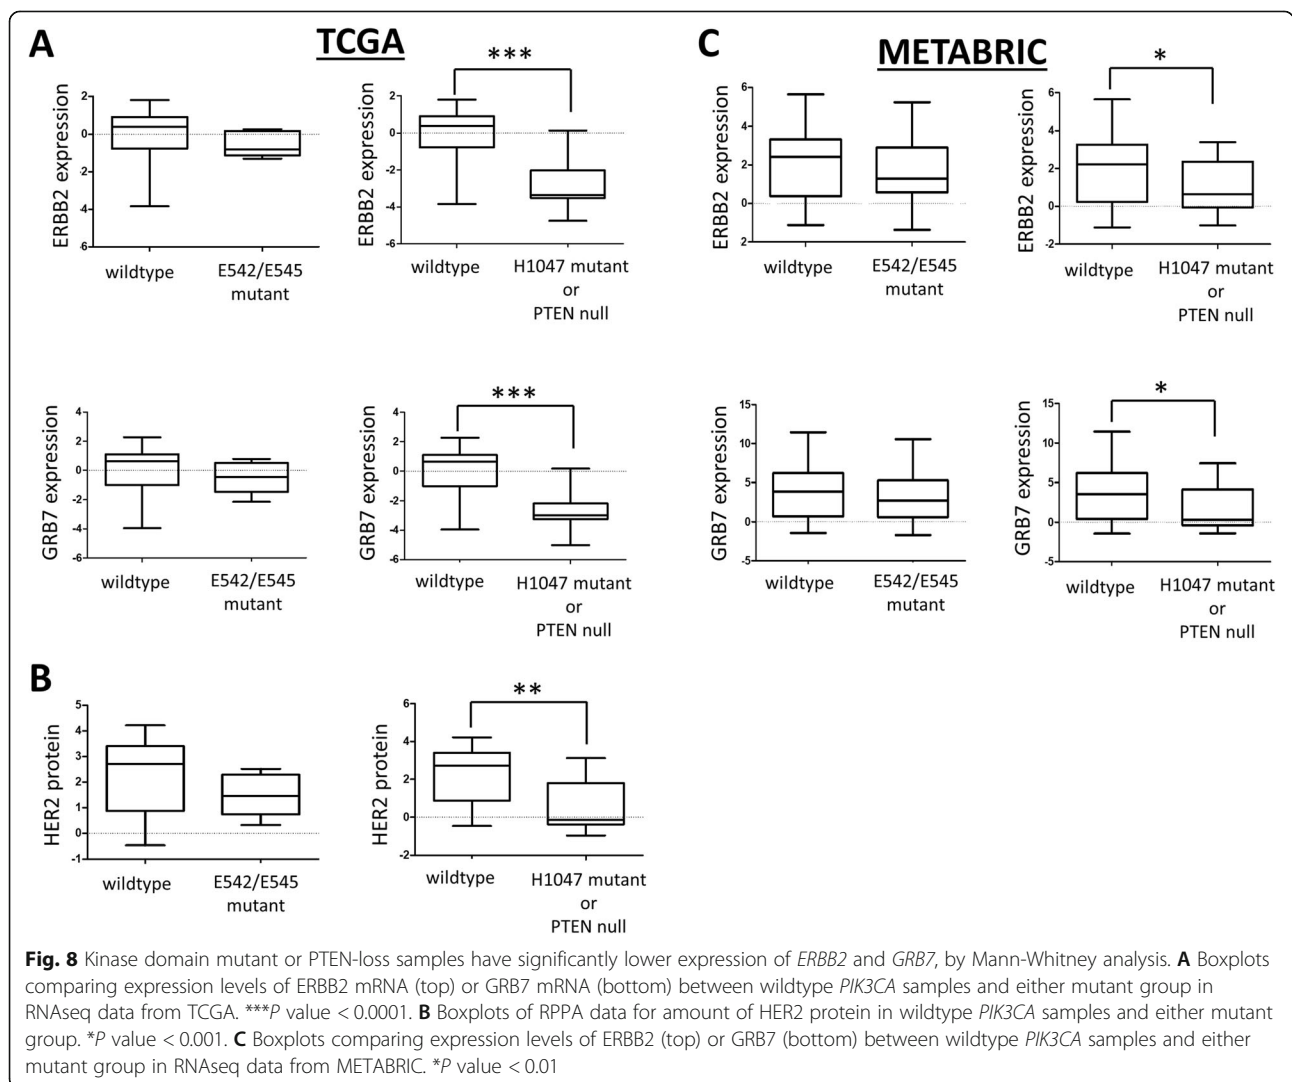 A
TCGA
C
METABRIC
***
*
ERBB2 expression
2
0
-2
-4
-6
wildtype
E542/E545
mutant
ERBB2 expression
2
0
-2
-4
-6
wildtype
H1047 mutant
or
PTEN null
ERBB2 expression
6
4
2
0
2
wildtype
E542/E545
mutant
ERBB2 expression
6
4
2
0
-2
wildtype
H1047 mutant
or
PTEN null
***
*
GRB7 expression
4
2
0
-2
-4
-6
wildtype
E542/E545
mutant
GRB7 expression
4
2
0
-2
-4
-6
wildtype
H1047 mutant
or
PTEN null
GRB7 expression
15
10
5
0
-5
wildtype
E542/E545
mutant
GRB7 expression
15
10
5
0
-5
wildtype
H1047 mutant
or
PTEN null
B
**
HER2 protein
5
4
3
2
1
0
-1
wildtype
E542/E545
mutant
HER2 protein
6
4
2
0
-2
wildtype
H1047 mutant
or
PTEN null
Fig. 8 Kinase domain mutant or PTEN-loss samples have significantly lower expression of ERBB2 and GRB7, by Mann-Whitney analysis. A Boxplots
comparing expression levels of ERBB2 mRNA (top) or GRB7 mRNA (bottom) between wildtype PIK3CA samples and either mutant group in
RNAseq data from TCGA. ***P value < 0.0001. B Boxplots of RPPA data for amount of HER2 protein in wildtype PIK3CA samples and either mutant
group. *P value < 0.001. C Boxplots comparing expression levels of ERBB2 (top) or GRB7 (bottom) between wildtype PIK3CA samples and either
mutant group in RNAseq data from METABRIC. *P value < 0.01